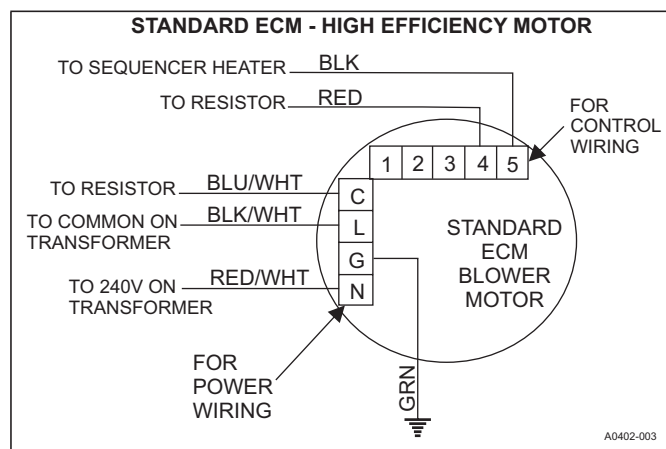 STANDARD ECM - HIGH EFFICIENCY MOTOR
TO SEQUENCER HEATER BLK
TO RESISTOR RED
FOR
CONTROL
WIRING
1 2 3 4 5
TO RESISTOR BLU/WHT
C
TO COMMON ON
TRANSFORMER
BLK/WHT
L
STANDARD
ECM
BLOWER
MOTOR
G
TO 240V ON
TRANSFORMER
RED/WHT
N
FOR
POWER
WIRING
GRN
A0402-003